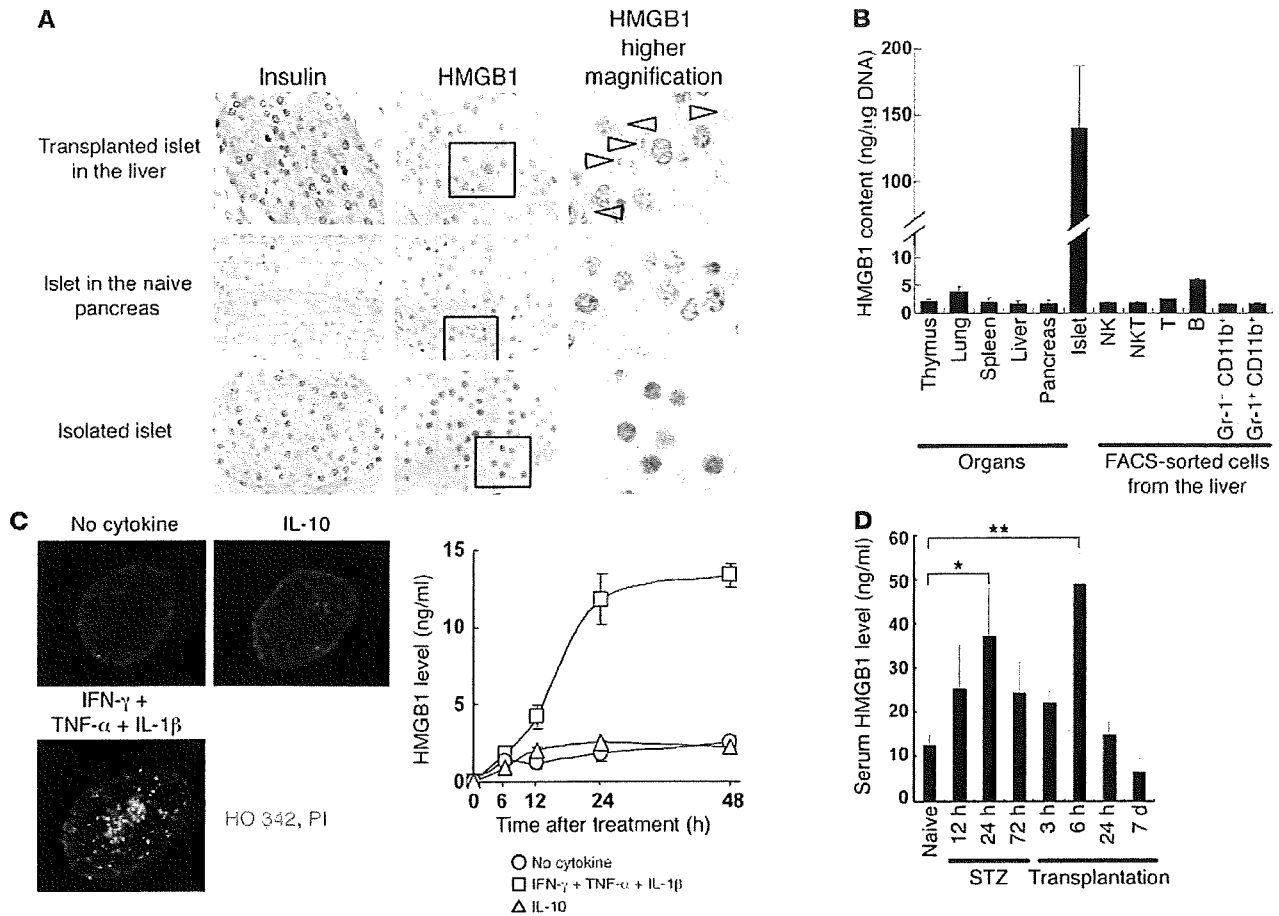 A
HMGB1
higher
magnification
Insulin
HMGB1
Transplanted islet
in the liver
Islet in the naive
pancreas
Isolated islet
B
HMGB1 content (ng/μg DNA)
200
150
100
10
5
0
Thymus
Lung
Spleen
Liver
Pancreas
Islet
NK
NKT
T
B
Gr-1⁻ CD11b⁺
Gr-1⁺ CD11b⁺
Organs
FACS-sorted cells
from the liver
C
No cytokine
IL-10
IFN-γ +
TNF-α + IL-1β
HO 342, PI
HMGB1 level (ng/ml)
15
10
5
0
0 6 12 24 48
Time after treatment (h)
No cytokine
IFN-γ + TNF-α + IL-1β
IL-10
D
Serum HMGB1 level (ng/ml)
60
50
40
30
20
10
0
*
**
Naive
12 h
24 h
72 h
3 h
6 h
24 h
7 d
STZ
Transplantation